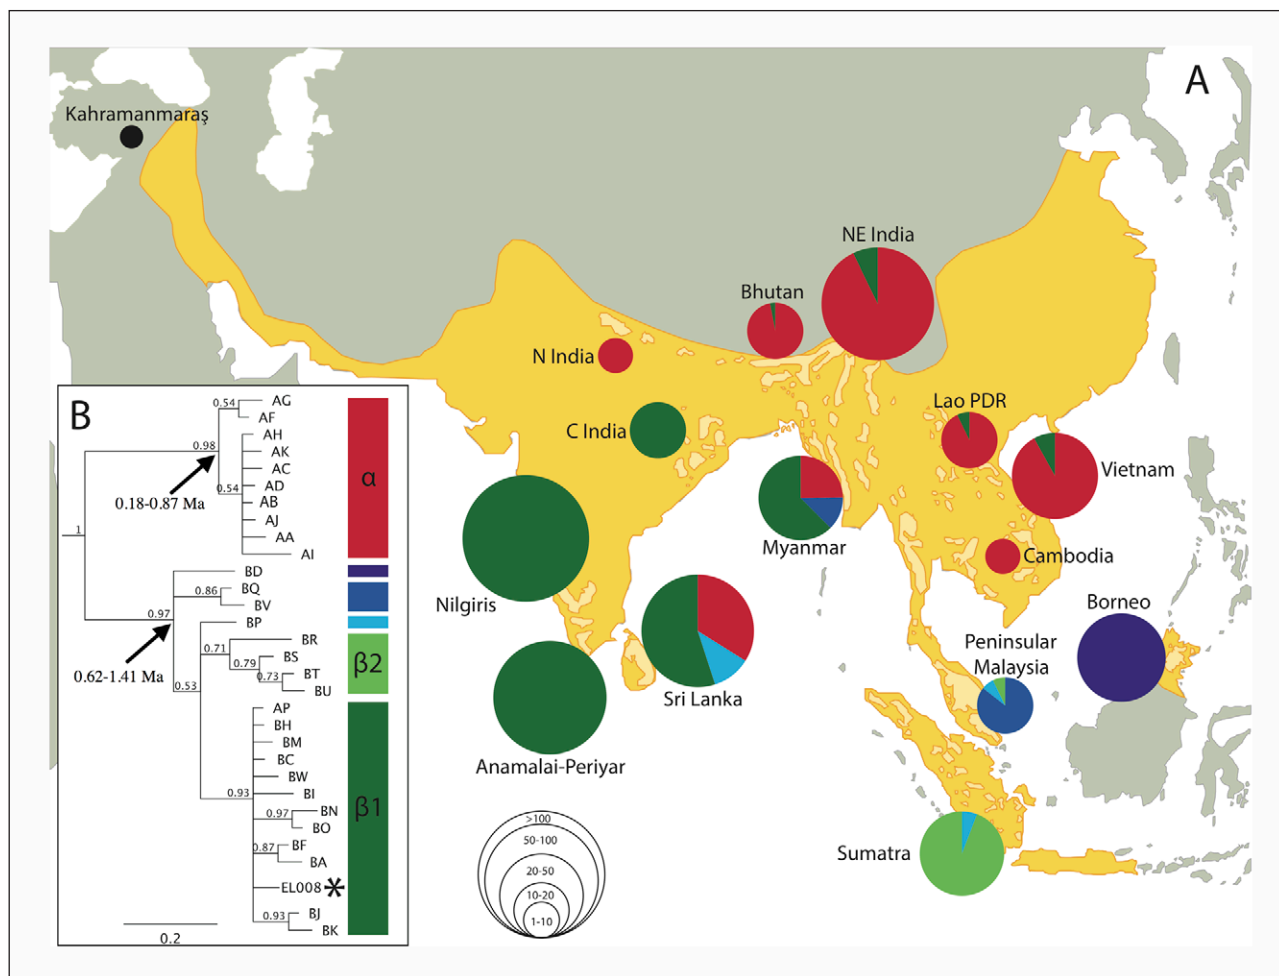 A
Kahramanmaraş
NE India
Bhutan
N India
Lao PDR
C India
Vietnam
Myanmar
Cambodia
Nilgiris
Borneo
Peninsular
Malaysia
Sri Lanka
Anamalai-Periyar
Sumatra
>100
50-100
20-50
10-20
1-10
B
AG
0.54
AF
AH
0.98
AK
AC
α
0.54
AD
0.18-0.87 Ma
AB
AJ
1
AA
AI
BD
0.86
BQ
BV
0.97
BP
BR
0.71
BS
β2
0.79
BT
0.73
0.62-1.41 Ma
BU
0.53
AP
BH
BM
BC
BW
0.93
BI
β1
0.97
BN
BO
0.87
BF
BA
EL008*
0.93
BJ
BK
0.2